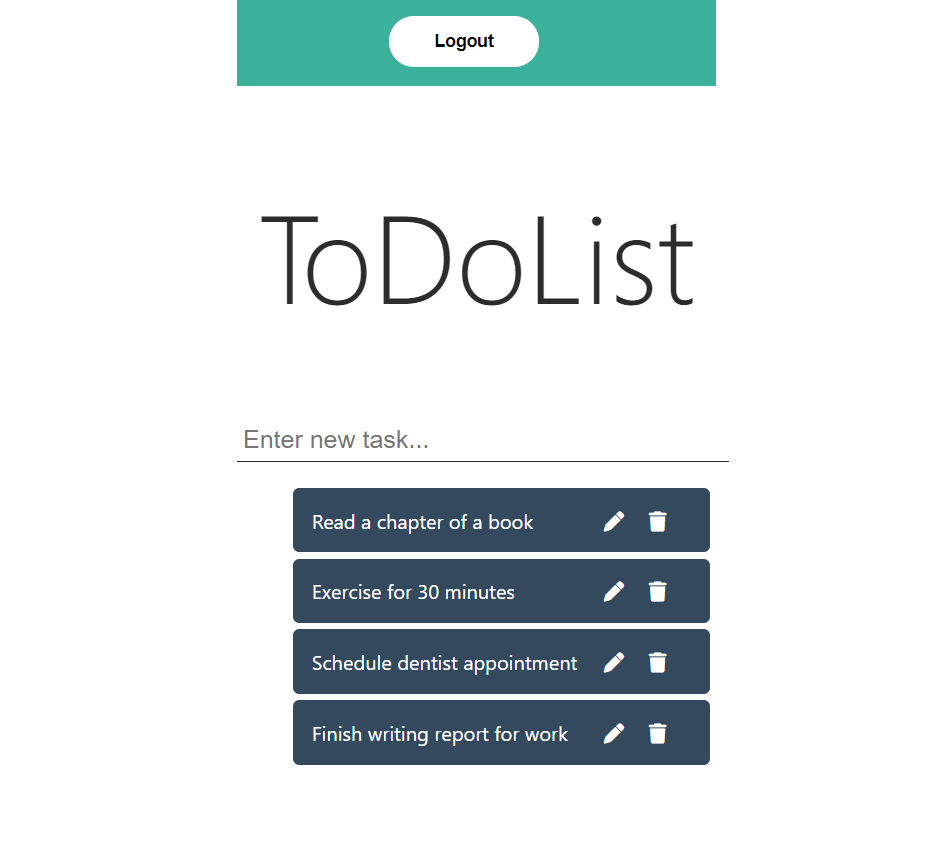 Logout
ToDoList
Enter new task...
Read a chapter of a book
Exercise for 30 minutes
Schedule dentist appointment
Finish writing report for work